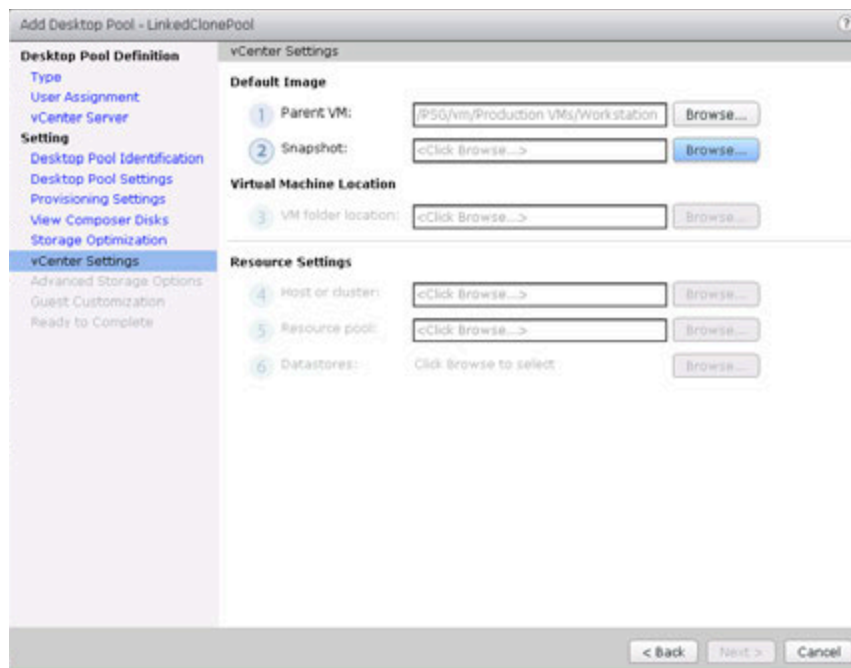 Add Desktop Pool - LinkedClonePool
?
Desktop Pool Definition
Type
User Assignment
vCenter Server
Setting
Desktop Pool Identification
Desktop Pool Settings
Provisioning Settings
View Composer Disks
Storage Optimization
vCenter Settings
Advanced Storage Options
Guest Customization
Ready to Complete
vCenter Settings
Default Image
1 Parent VM: /PSG/vm/Production VMs/Workstation Browse...
2 Snapshot: <Click Browse...> Browse...
Virtual Machine Location
3 VM folder location: <Click Browse...> Browse...
Resource Settings
4 Host or cluster: <Click Browse...> Browse...
5 Resource pool: <Click Browse...> Browse...
6 Datastores: Click Browse to select Browse...
< Back Next > Cancel